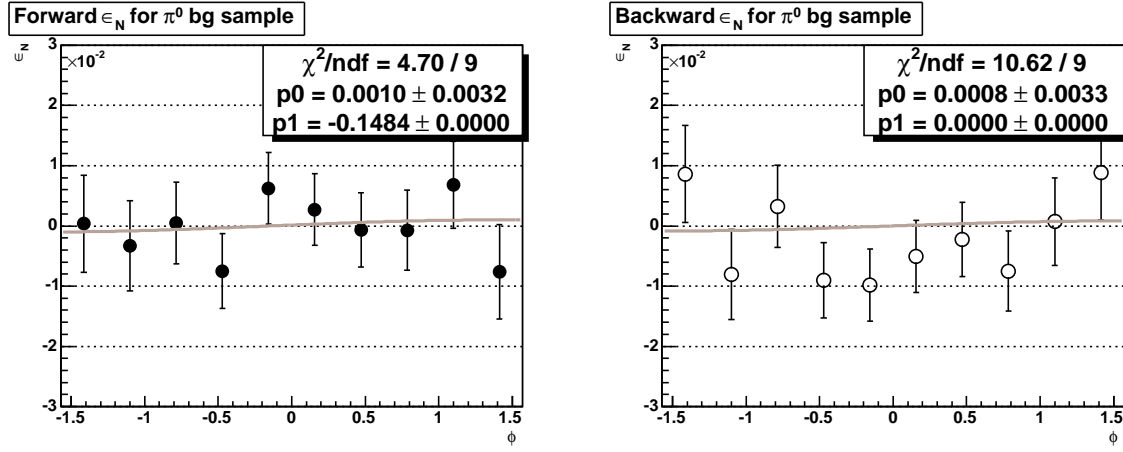 Forward ∈N for π⁰ bg sample
∈N
×10⁻²
χ²/ndf = 4.70 / 9
p0 = 0.0010 ± 0.0032
p1 = -0.1484 ± 0.0000
3
2
1
0
-1
-2
-3
-1.5 -1 -0.5 0 0.5 1 1.5
ϕ
Backward ∈N for π⁰ bg sample
∈N
×10⁻²
χ²/ndf = 10.62 / 9
p0 = 0.0008 ± 0.0033
p1 = 0.0000 ± 0.0000
3
2
1
0
-1
-2
-3
-1.5 -1 -0.5 0 0.5 1 1.5
ϕ